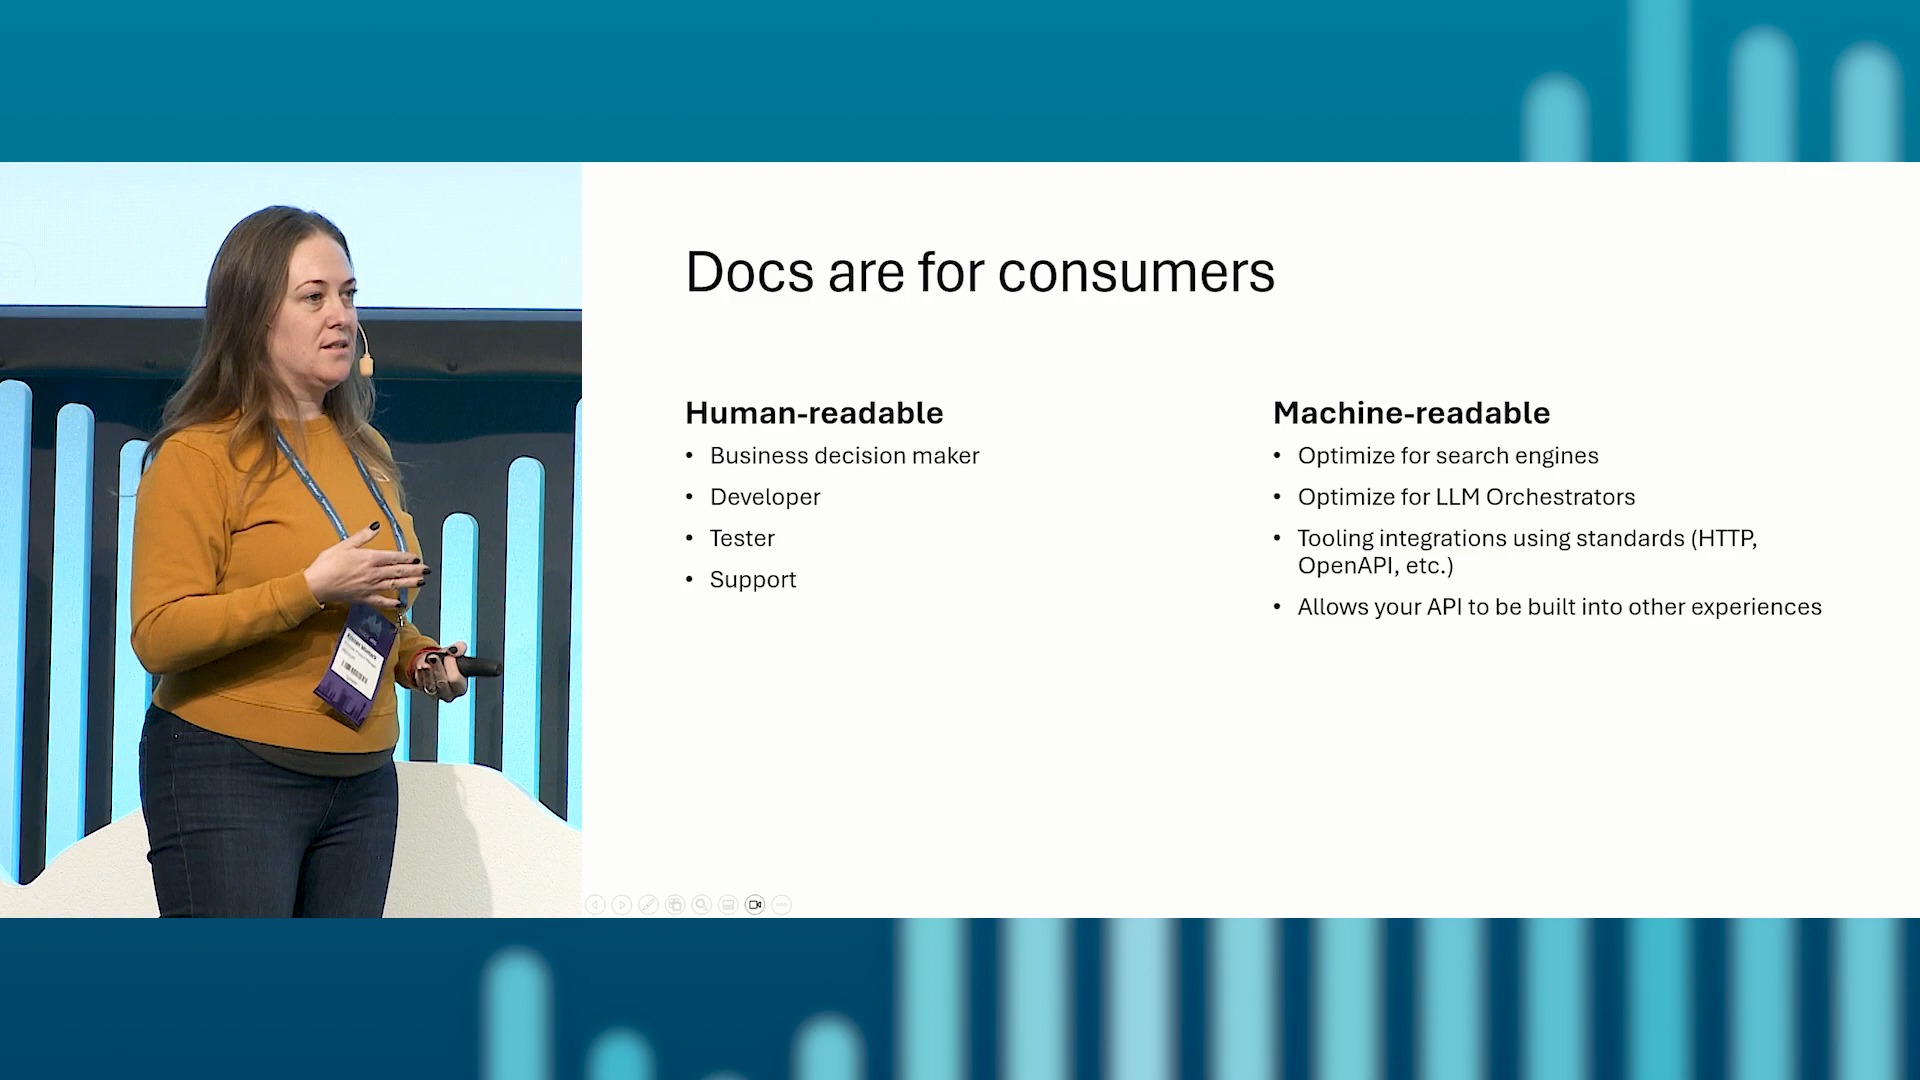 Docs are for consumers
Human-readable
• Business decision maker
• Developer
• Tester
• Support
Machine-readable
• Optimize for search engines
• Optimize for LLM Orchestrators
• Tooling integrations using standards (HTTP,
OpenAPI, etc.)
• Allows your API to be built into other experiences